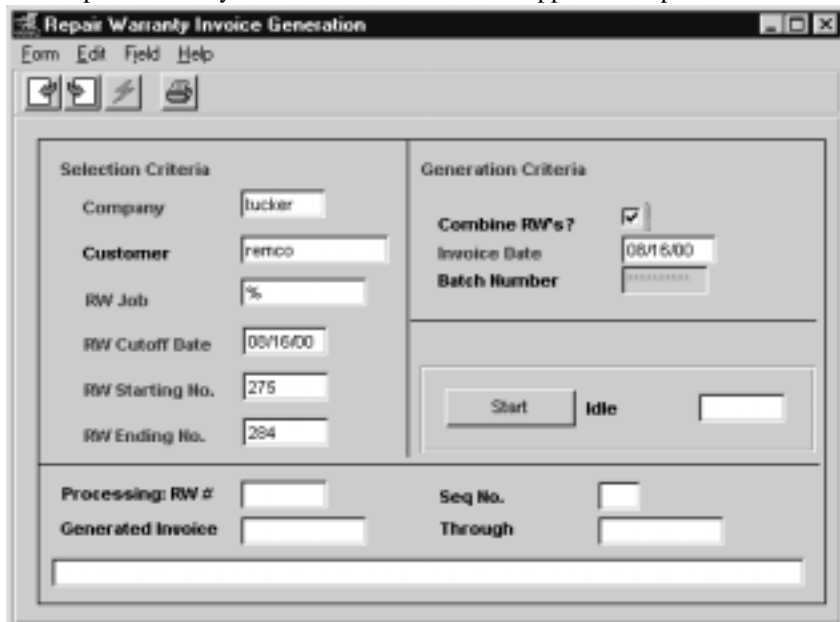 Repair Warranty Invoice Generation
Form Edit Field Help
Selection Criteria
Company tucker
Customer remco
RW Job %
RW Cutoff Date 08/16/00
RW Starting No. 275
RW Ending No. 284
Generation Criteria
Combine RW's?
Invoice Date 08/16/00
Batch Number
Start Idle
Processing: RW # Seq No.
Generated Invoice Through